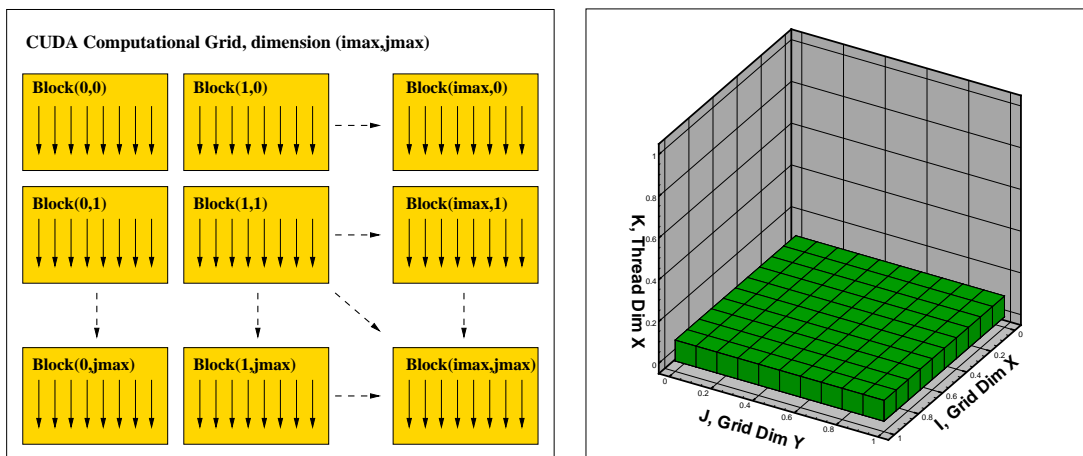 CUDA Computational Grid, dimension (imax,jmax)
Block(0,0)
Block(1,0)
Block(imax,0)
Block(0,1)
Block(1,1)
Block(imax,1)
Block(0,jmax)
Block(1,jmax)
Block(imax,jmax)
K, Thread Dim X
1
0.8
0.6
0.4
0.2
0
J, Grid Dim Y
0
0.2
0.4
0.6
0.8
1
I, Grid Dim X
0
0.2
0.4
0.6
0.8
1